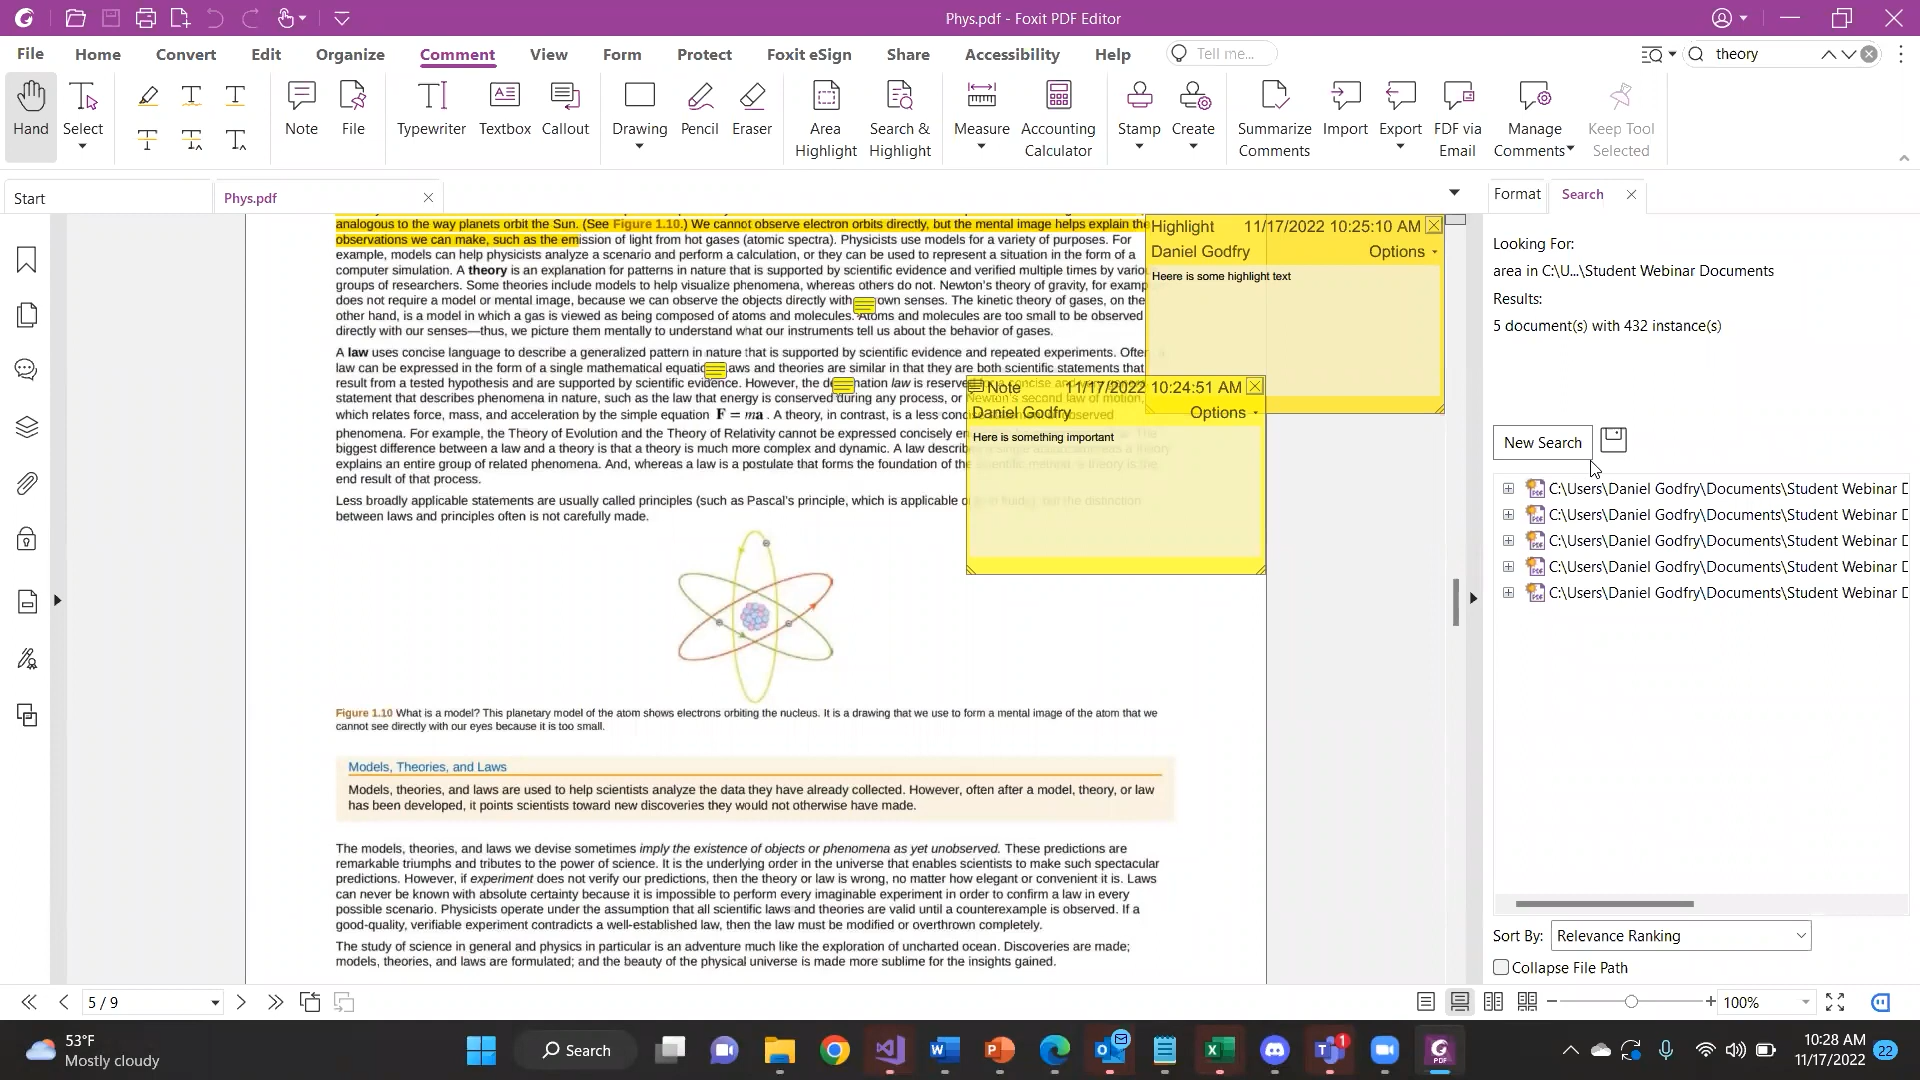 Phys.pdf - Foxit PDF Editor
File Home Convert Edit Organize Comment View Form Protect Foxit eSign Share Accessibility Help Tell me... theory
Hand Select Note File Typewriter Textbox Callout Drawing Pencil Eraser Area Highlight Search & Highlight Measure Accounting Calculator Stamp Create Summarize Comments Import Export FDF via Email Manage Comments Keep Tool Selected
Start Phys.pdf
analogous to the way planets orbit the Sun. (See Figure 1.10.) We cannot observe electron orbits directly, but the mental image helps explain the
observations we can make, such as the emission of light from hot gases (atomic spectra). Physicists use models for a variety of purposes. For
example, models can help physicists analyze a scenario and perform a calculation, or they can be used to represent a situation in the form of a
computer simulation. A theory is an explanation for patterns in nature that is supported by scientific evidence and verified multiple times by
groups of researchers. Some theories include models to help visualize phenomena, whereas others do not. Newton's theory of gravity, for
does not require a model or mental image, because we can observe the objects directly with own senses. The kinetic theory of gases, on the
other hand, is a model in which a gas is viewed as being composed of atoms and molecules. Atoms and molecules are too small to be observed
directly with our senses—thus, we picture them mentally to understand what our instruments tell us about the behavior of gases.
A law uses concise language to describe a generalized pattern in nature that is supported by scientific evidence and repeated experiments. Often
law can be expressed in the form of a single mathematical and theories are similar in that they are both scientific statements that
result from a tested hypothesis and are supported by scientific evidence. However, the law is reserved
statement that describes phenomena in nature, such as the law that energy is conserved during any process, or Newton's second law of motion,
which relates force, mass, and acceleration by the simple equation F = ma. A theory, in contrast, is a less observed
phenomena. For example, the Theory of Evolution and the Theory of Relativity cannot be expressed concisely
biggest difference between a law and a theory is that a theory is much more complex and dynamic. A law
explains an entire group of related phenomena. And, whereas a law is a postulate that forms the foundation of the scientific method, a theory is the
end result of that process.
Less broadly applicable statements are usually called principles (such as Pascal's principle, which is applicable but the distinction
between laws and principles often is not carefully made.
Highlight 11/17/2022 10:25:10 AM
Daniel Godfry Options
Heere is some highlight text
Note 11/17/2022 10:24:51 AM
Daniel Godfry Options
Here is something important
Figure 1.10 What is a model? This planetary model of the atom shows electrons orbiting the nucleus. It is a drawing that we use to form a mental image of the atom that we
cannot see directly with our eyes because it is too small.
Models, Theories, and Laws
Models, theories, and laws are used to help scientists analyze the data they have already collected. However, often after a model, theory, or law
has been developed, it points scientists toward new discoveries they would not otherwise have made.
The models, theories, and laws we devise sometimes imply the existence of objects or phenomena as yet unobserved. These predictions are
remarkable triumphs and tributes to the power of science. It is the underlying order in the universe that enables scientists to make such spectacular
predictions. However, if experiment does not verify our predictions, then the theory or law is wrong, no matter how elegant or convenient it is. Laws
can never be known with absolute certainty because it is impossible to perform every imaginable experiment in order to confirm a law in every
possible scenario. Physicists operate under the assumption that all scientific laws and theories are valid until a counterexample is observed. If a
good-quality, verifiable experiment contradicts a well-established law, then the law must be modified or overthrown completely.
The study of science in general and physics in particular is an adventure much like the exploration of uncharted ocean. Discoveries are made;
models, theories, and laws are formulated; and the beauty of the physical universe is made more sublime for the insights gained.
Format Search
Looking For:
area in C:\U...\Student Webinar Documents
Results:
5 document(s) with 432 instance(s)
New Search
C:\Users\Daniel Godfry\Documents\Student Webinar D
C:\Users\Daniel Godfry\Documents\Student Webinar D
C:\Users\Daniel Godfry\Documents\Student Webinar D
C:\Users\Daniel Godfry\Documents\Student Webinar D
C:\Users\Daniel Godfry\Documents\Student Webinar D
Sort By: Relevance Ranking
Collapse File Path
5 / 9 100%
53°F
Mostly cloudy
Search
1
10:28 AM
11/17/2022
22